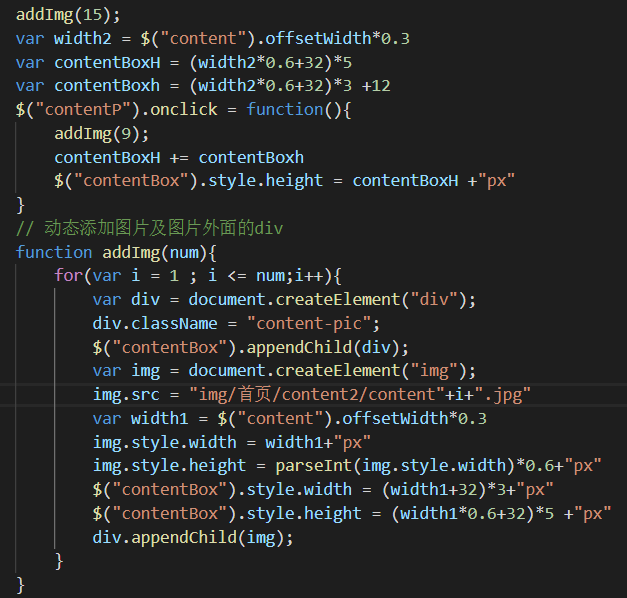 addImg(15);
var width2 = $("content").offsetWidth*0.3
var contentBoxH = (width2*0.6+32)*5
var contentBoxh = (width2*0.6+32)*3 +12
$("contentP").onclick = function(){
    addImg(9);
    contentBoxH += contentBoxh
    $("contentBox").style.height = contentBoxH +"px"
}
// 动态添加图片及图片外面的div
function addImg(num){
    for(var i = 1 ; i <= num;i++){
        var div = document.createElement("div");
        div.className = "content-pic";
        $("contentBox").appendChild(div);
        var img = document.createElement("img");
        img.src = "img/首页/content2/content"+i+".jpg"
        var width1 = $("content").offsetWidth*0.3
        img.style.width = width1+"px"
        img.style.height = parseInt(img.style.width)*0.6+"px"
        $("contentBox").style.width = (width1+32)*3+"px"
        $("contentBox").style.height = (width1*0.6+32)*5 +"px"
        div.appendChild(img);
    }
}